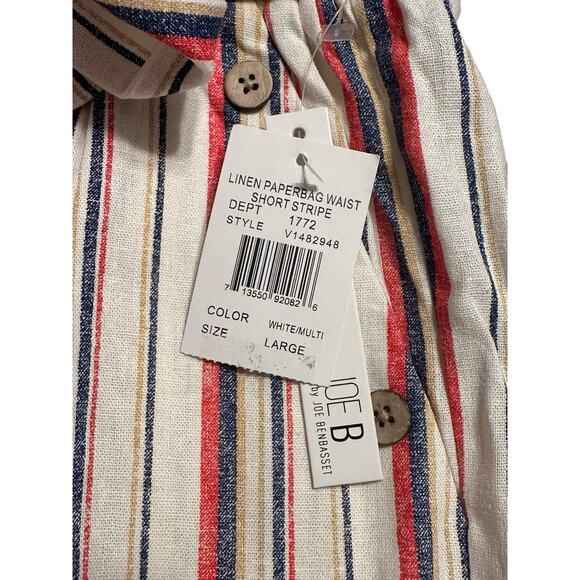 LINEN PAPERBAG WAIST
SHORT STRIPE
DEPT 1772
STYLE V1482948
7 13550 92082 6
COLOR WHITE/MULTI
SIZE LARGE
JOE B
by JOE BENBASSET